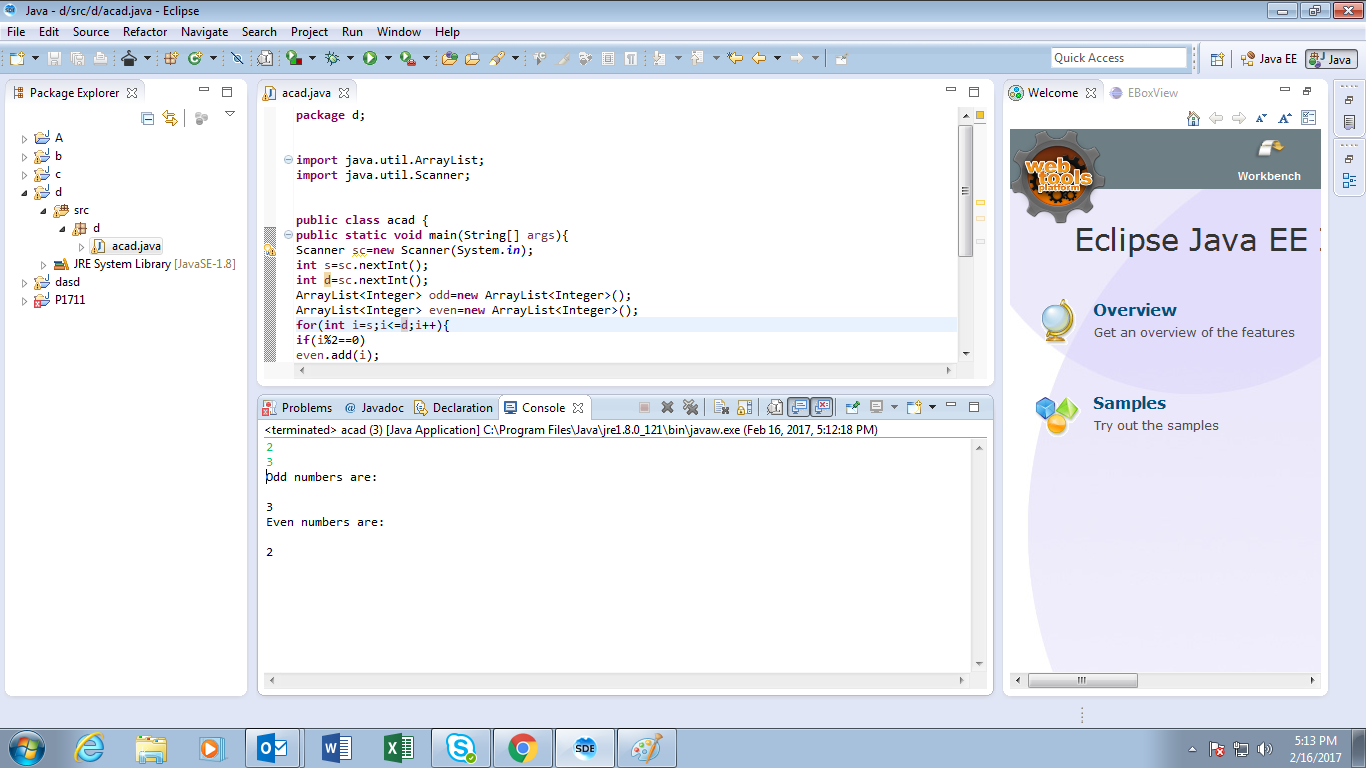 Java - d/src/d/acad.java - Eclipse
File Edit Source Refactor Navigate Search Project Run Window Help
Quick Access
Java EE
Java
Package Explorer
A
b
c
d
src
d
acad.java
JRE System Library [JavaSE-1.8]
dasd
P1711
acad.java
package d;
import java.util.ArrayList;
import java.util.Scanner;
public class acad {
public static void main(String[] args){
Scanner sc=new Scanner(System.in);
int s=sc.nextInt();
int d=sc.nextInt();
ArrayList<Integer> odd=new ArrayList<Integer>();
ArrayList<Integer> even=new ArrayList<Integer>();
for(int i=s;i<=d;i++){
if(i%2==0)
even.add(i);
Problems @ Javadoc Declaration Console
<terminated> acad (3) [Java Application] C:\Program Files\Java\jre1.8.0_121\bin\javaw.exe (Feb 16, 2017, 5:12:18 PM)
2
3
Odd numbers are:
3
Even numbers are:
2
Welcome EBoxView
web tools platform
Workbench
Eclipse Java EE
Overview
Get an overview of the features
Samples
Try out the samples
SDE
5:13 PM
2/16/2017